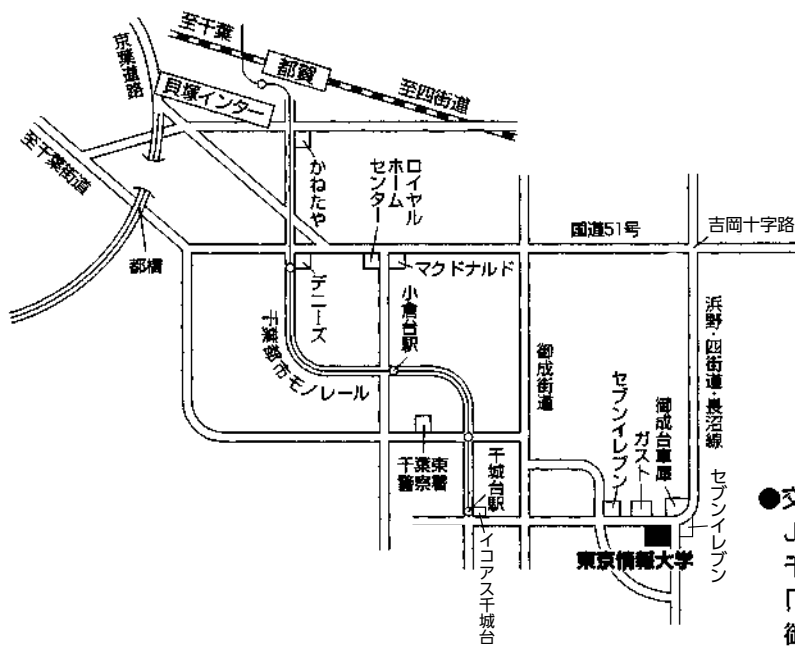 至千葉
都賀
至四街道
京葉道路
貝塚インター
至千葉街道
都橋
かねたや
ロイヤル
ホーム
センター
国道51号
吉岡十字路
デニーズ
マクドナルド
小倉台駅
千葉都市モノレール
御成街道
浜野・四街道・長沼線
千葉東
警察署
千城台駅
イコアス千城台
セブンイレブン
ガスト
御成台車庫
セブンイレブン
東京情報大学
●交
J
千
「
御